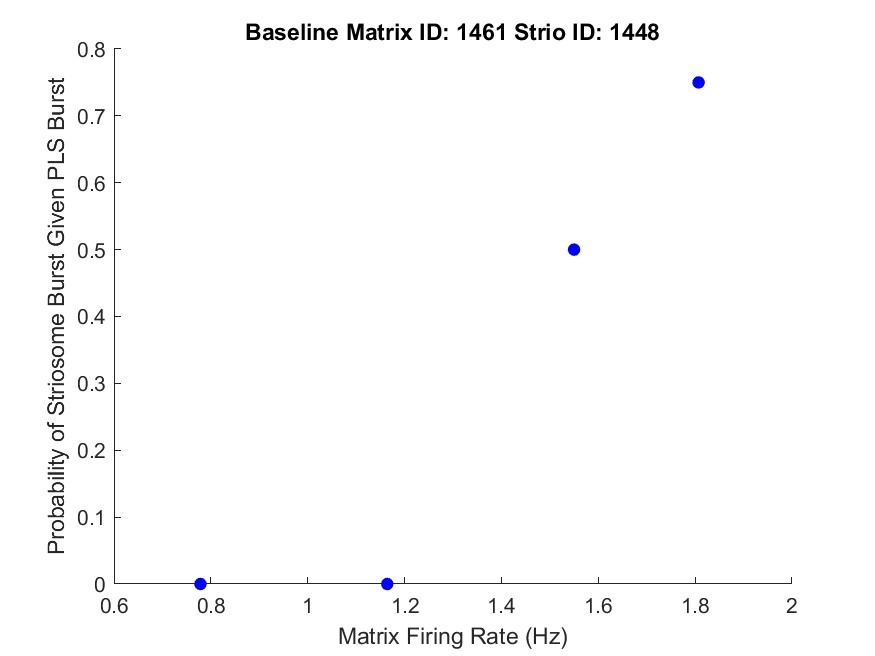 Baseline Matrix ID: 1461 Strio ID: 1448
Probability of Striosome Burst Given PLS Burst
0.8
0.7
0.6
0.5
0.4
0.3
0.2
0.1
0
0.6 0.8 1 1.2 1.4 1.6 1.8 2
Matrix Firing Rate (Hz)